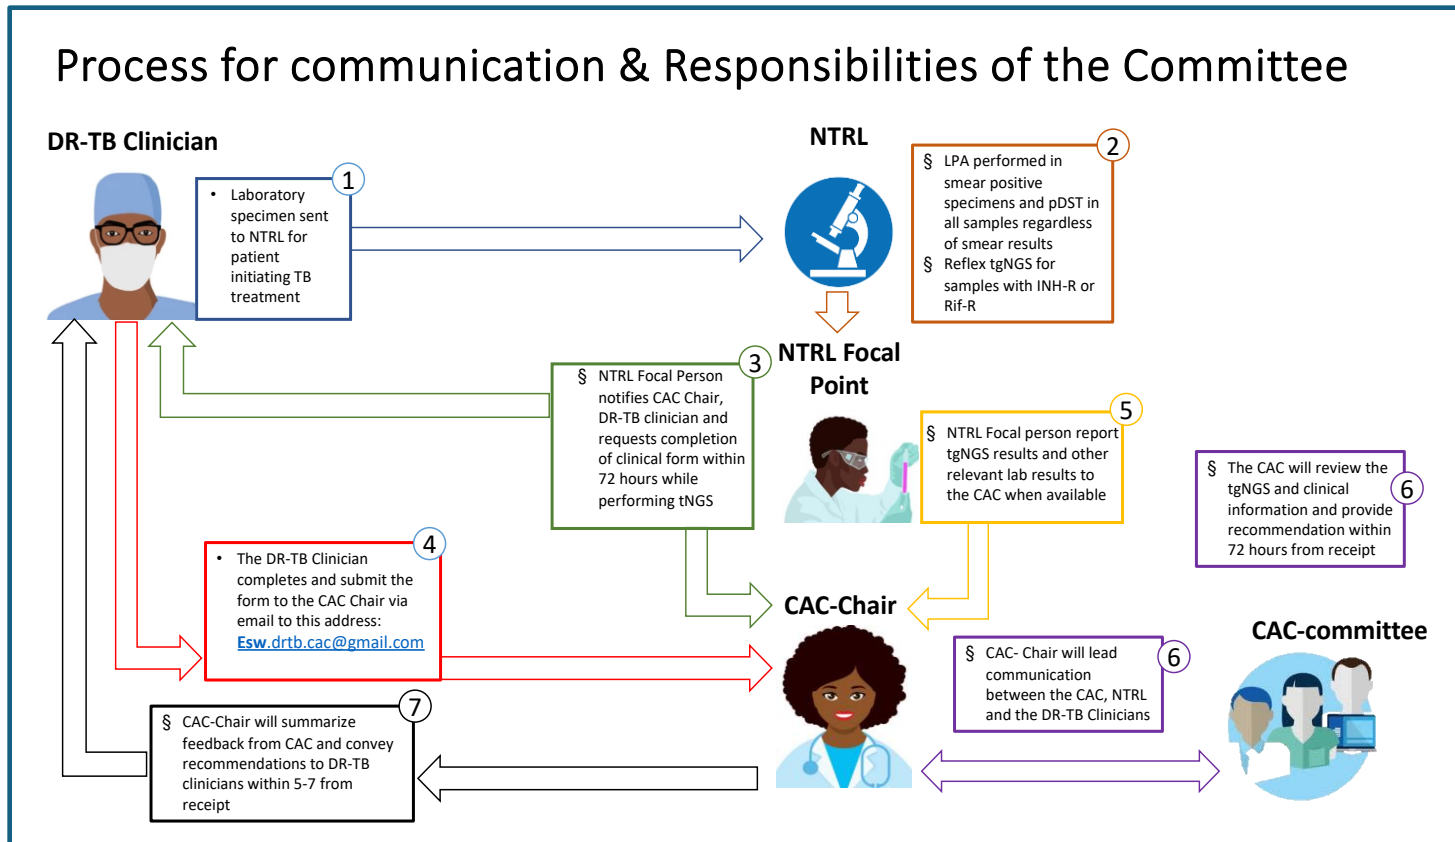 Process for communication & Responsibilities of the Committee
DR-TB Clinician
1
• Laboratory
specimen sent
to NTRL for
patient
initiating TB
treatment
NTRL
2
§ LPA performed in
smear positive
specimens and pDST in
all samples regardless
of smear results
§ Reflex tgNGS for
samples with INH-R or
Rif-R
3
§ NTRL Focal Person
notifies CAC Chair,
DR-TB clinician and
requests completion
of clinical form within
72 hours while
performing tNGS
NTRL Focal
Point
5
§ NTRL Focal person report
tgNGS results and other
relevant lab results to
the CAC when available
6
§ The CAC will review the
tgNGS and clinical
information and provide
recommendation within
72 hours from receipt
4
• The DR-TB Clinician
completes and submit the
form to the CAC Chair via
email to this address:
Esw.drtb.cac@gmail.com
CAC-Chair
6
§ CAC- Chair will lead
communication
between the CAC, NTRL
and the DR-TB Clinicians
CAC-committee
7
§ CAC-Chair will summarize
feedback from CAC and convey
recommendations to DR-TB
clinicians within 5-7 from
receipt